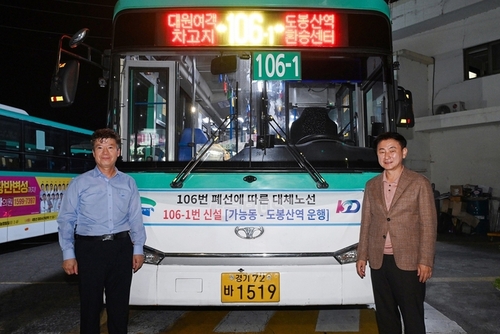 대원여객 106-1 도봉산역
차고지 환승센터
106-1
106번 폐선에 따른 대체노선
106-1번 신설 [가능동 - 도봉산역 운행]
KD
경기 72
바 1519